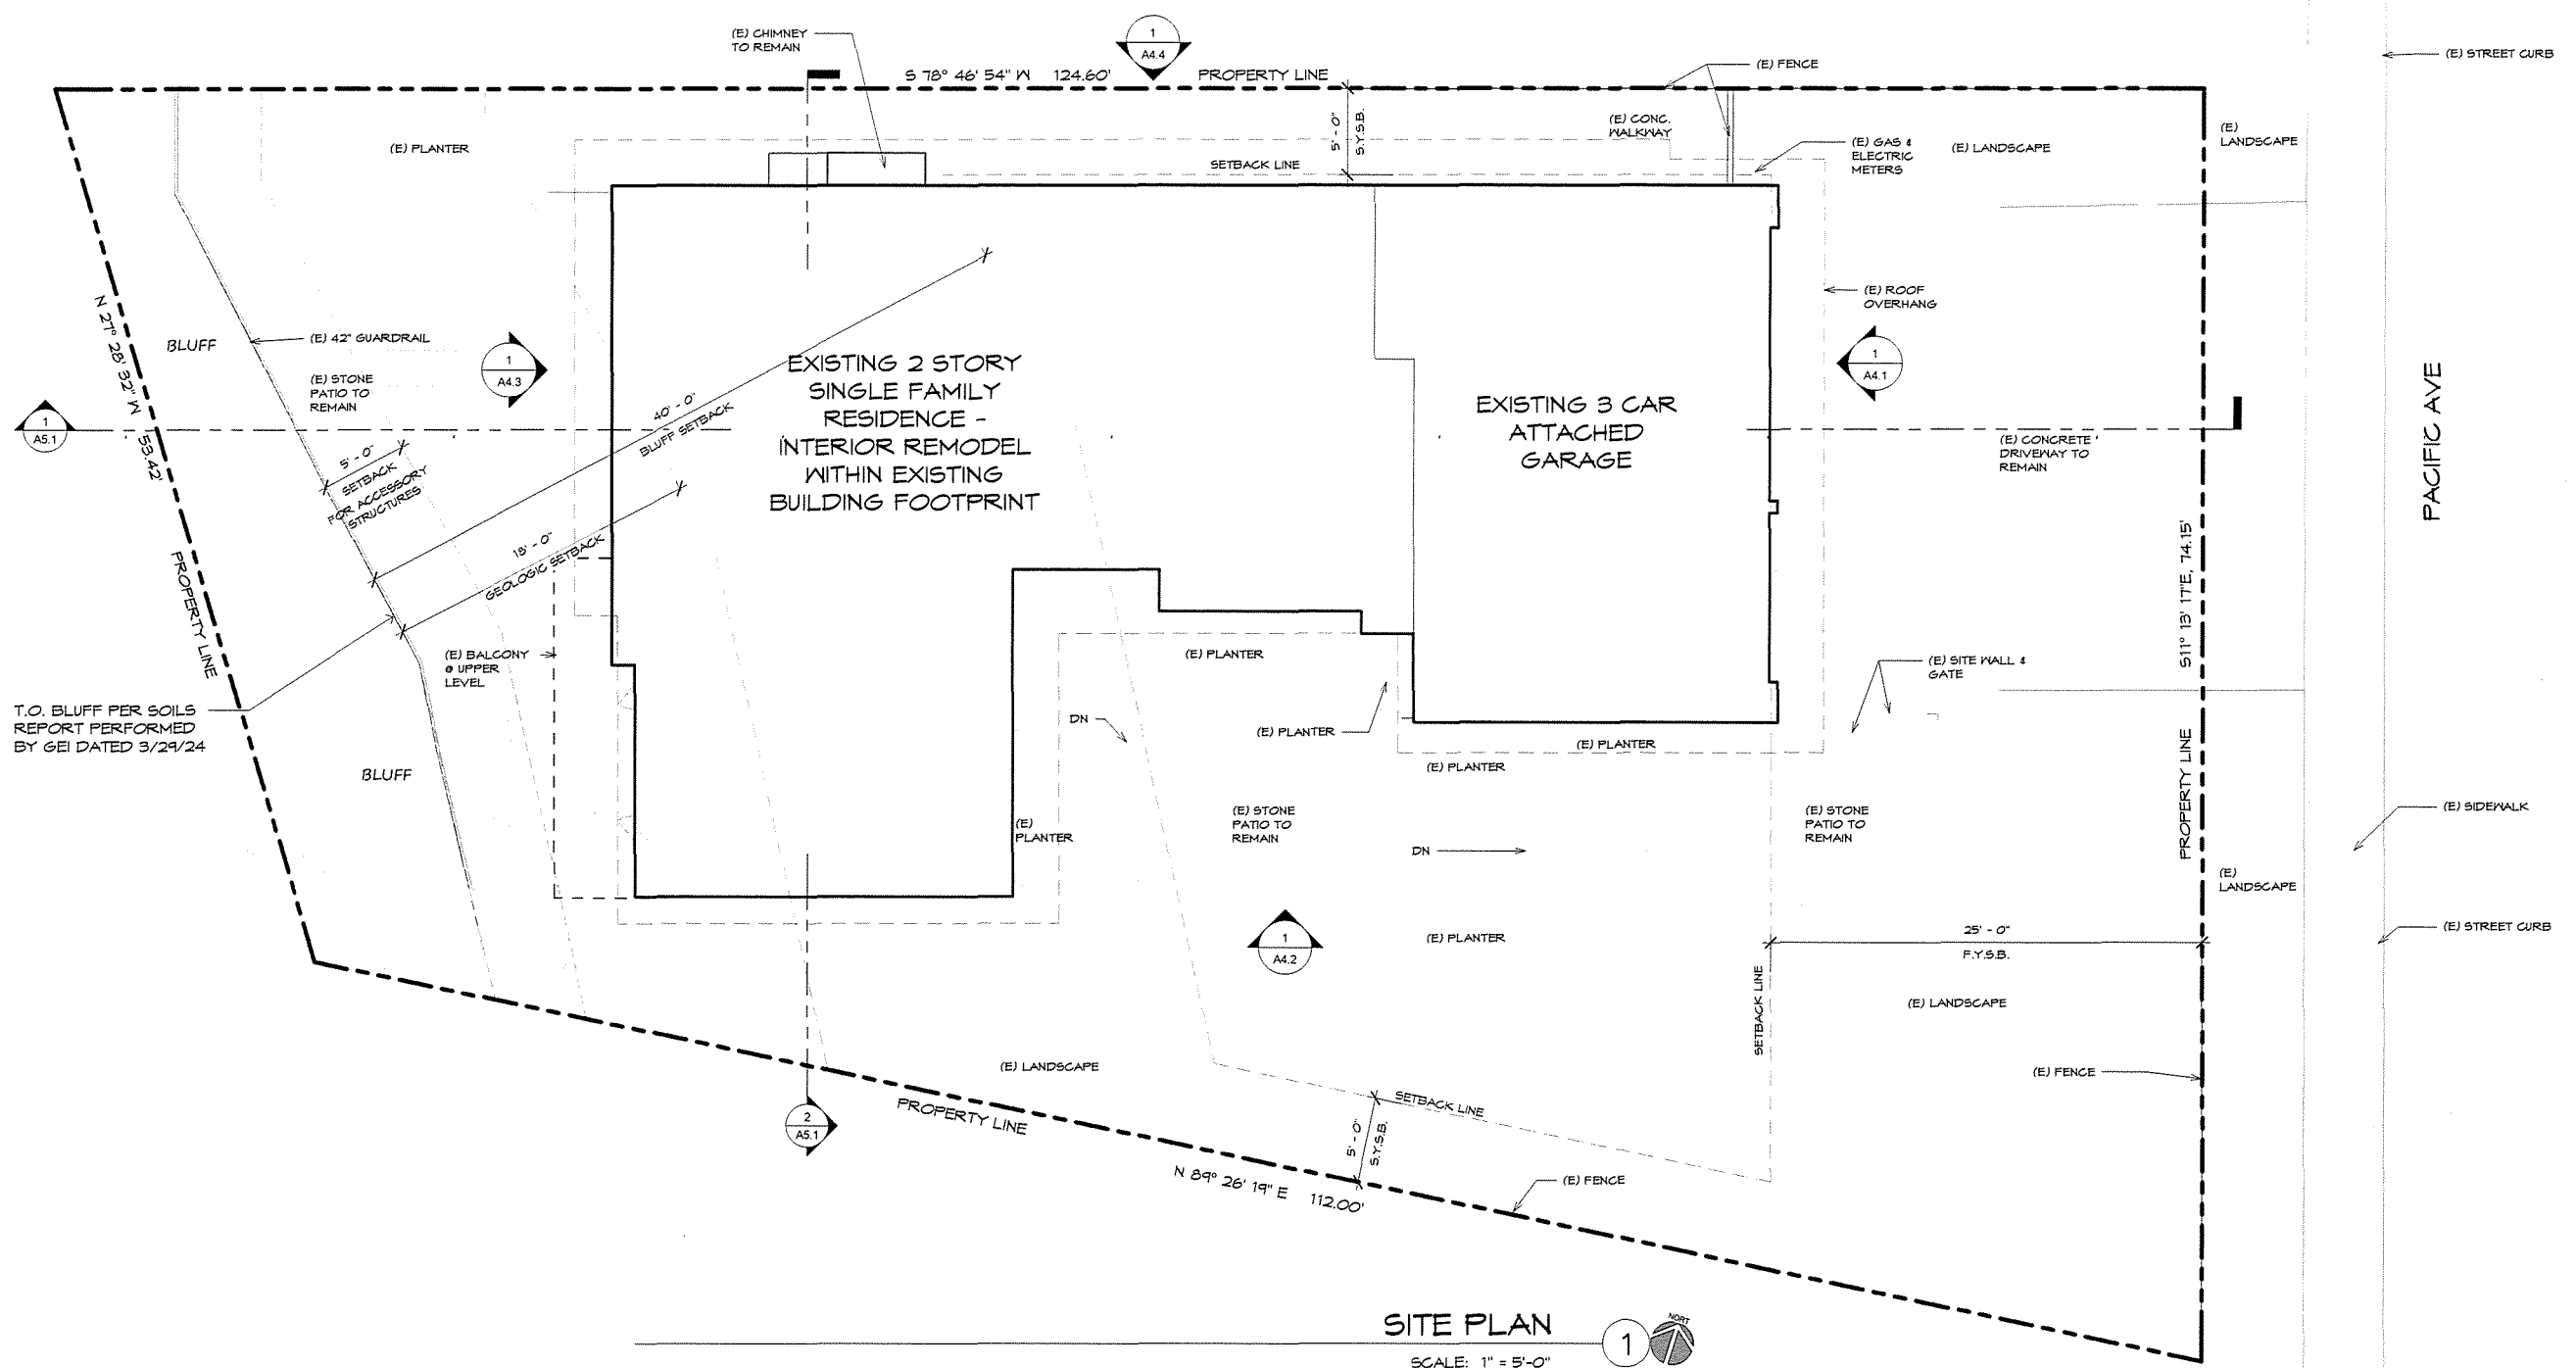 (E) CHIMNEY
TO REMAIN
1
A4.4
(E) STREET CURB
S 78° 46' 54" W 124.60' PROPERTY LINE
(E) FENCE
(E) PLANTER
5' - 0"
S.Y.S.B.
(E) CONC.
WALKWAY
(E) GAS &
ELECTRIC
METERS
(E) LANDSCAPE
(E)
LANDSCAPE
SETBACK LINE
N 27° 28' 32" W 53.42'
BLUFF
(E) 42" GUARDRAIL
(E) ROOF
OVERHANG
1
A4.3
1
A4.1
(E) STONE
PATIO TO
REMAIN
EXISTING 2 STORY
SINGLE FAMILY
RESIDENCE -
INTERIOR REMODEL
WITHIN EXISTING
BUILDING FOOTPRINT
EXISTING 3 CAR
ATTACHED
GARAGE
PACIFIC AVE
1
A5.1
40' - 0"
BLUFF SETBACK
(E) CONCRETE
DRIVEWAY TO
REMAIN
5' - 0"
SETBACK
FOR ACCESSORY
STRUCTURES
18' - 0"
GEOLOGIC SETBACK
PROPERTY LINE
S11° 13' 17"E, 74.15'
(E) BALCONY
@ UPPER
LEVEL
(E) PLANTER
(E) SITE WALL &
GATE
T.O. BLUFF PER SOILS
REPORT PERFORMED
BY GEI DATED 3/29/24
DN
(E) PLANTER
(E) PLANTER
BLUFF
(E) PLANTER
PROPERTY LINE
(E)
PLANTER
(E) STONE
PATIO TO
REMAIN
(E) STONE
PATIO TO
REMAIN
(E) SIDEWALK
DN
(E)
LANDSCAPE
1
A4.2
(E) PLANTER
25' - 0"
F.Y.S.B.
(E) STREET CURB
SETBACK LINE
(E) LANDSCAPE
(E) LANDSCAPE
(E) FENCE
2
A5.1
PROPERTY LINE
SETBACK LINE
5' - 0"
S.Y.S.B.
N 89° 26' 19" E 112.00'
(E) FENCE
SITE PLAN
1
NORT
SCALE: 1" = 5'-0"